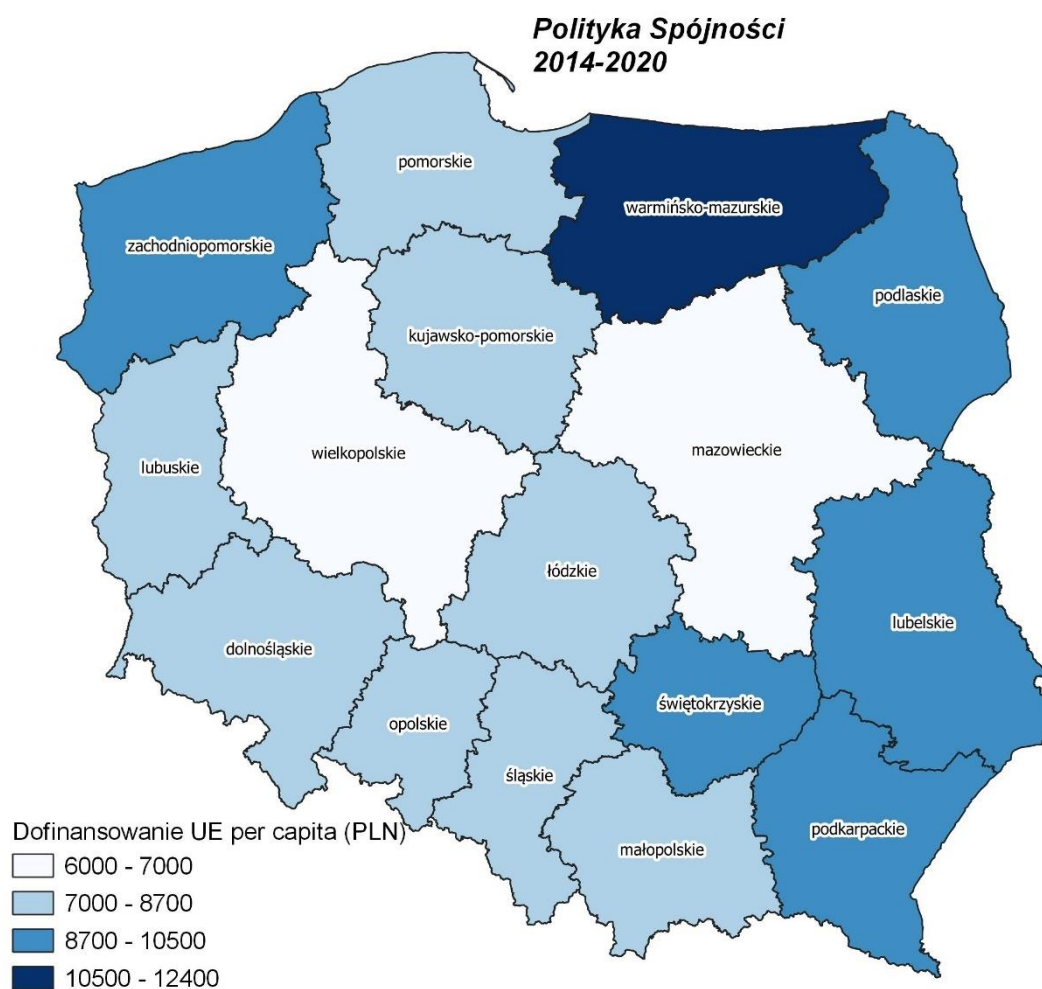 Polityka Spójności
2014-2020
pomorskie
warmińsko-mazurskie
zachodniopomorskie
podlaskie
kujawsko-pomorskie
wielkopolskie
mazowieckie
lubuskie
łódzkie
lubelskie
dolnośląskie
świętokrzyskie
opolskie
śląskie
podkarpackie
małopolskie
Dofinansowanie UE per capita (PLN)
6000 - 7000
7000 - 8700
8700 - 10500
10500 - 12400